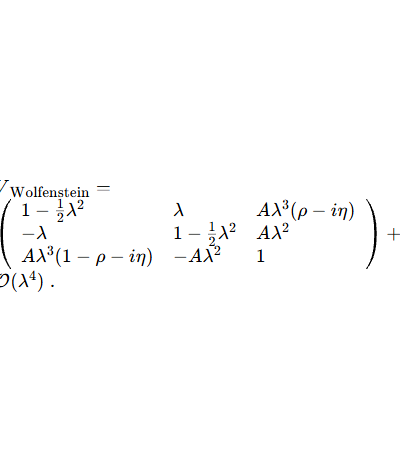 V_Wolfenstein =
( 1 − ½λ² λ Aλ³(ρ − iη)
−λ 1 − ½λ² Aλ²
Aλ³(1 − ρ − iη) −Aλ² 1 ) +
𝒪(λ⁴) .